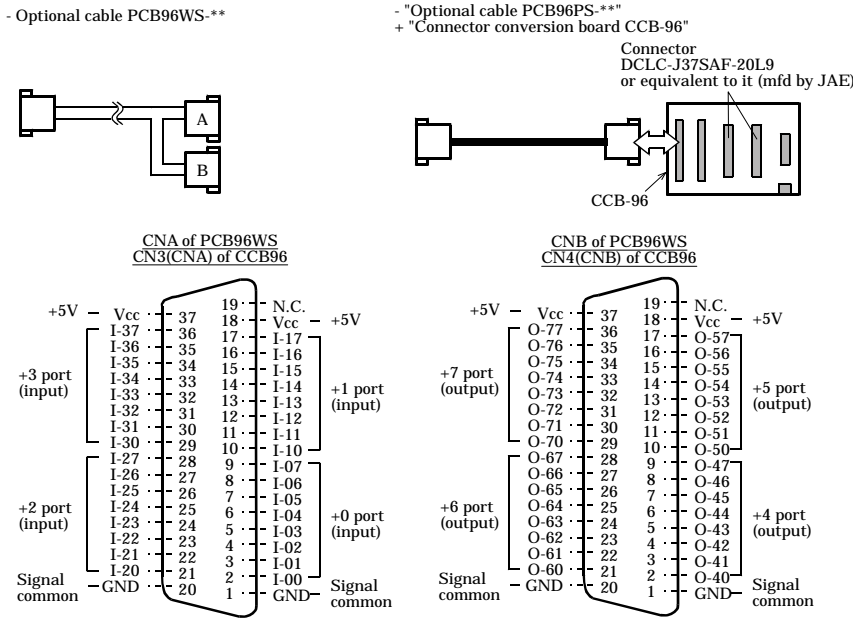 - Optional cable PCB96WS-**
A
B
- "Optional cable PCB96PS-**"
+ "Connector conversion board CCB-96"
Connector
DCLC-J37SAF-20L9
or equivalent to it (mfd by JAE)
CCB-96
CNA of PCB96WS
CN3(CNA) of CCB96
19 N.C.
+5V Vcc 37 18 Vcc +5V
I-37 36 17 I-17
I-36 35 16 I-16
I-35 34 15 I-15
I-34 33 14 I-14
I-33 32 13 I-13
I-32 31 12 I-12
I-31 30 11 I-11
I-30 29 10 I-10
+3 port
(input)
+1 port
(input)
I-27 28 9 I-07
I-26 27 8 I-06
I-25 26 7 I-05
I-24 25 6 I-04
I-23 24 5 I-03
I-22 23 4 I-02
I-21 22 3 I-01
I-20 21 2 I-00
+2 port
(input)
+0 port
(input)
Signal
common
GND 20 1 GND
Signal
common
CNB of PCB96WS
CN4(CNB) of CCB96
19 N.C.
+5V Vcc 37 18 Vcc +5V
O-77 36 17 O-57
O-76 35 16 O-56
O-75 34 15 O-55
O-74 33 14 O-54
O-73 32 13 O-53
O-72 31 12 O-52
O-71 30 11 O-51
O-70 29 10 O-50
+7 port
(output)
+5 port
(output)
O-67 28 9 O-47
O-66 27 8 O-46
O-65 26 7 O-45
O-64 25 6 O-44
O-63 24 5 O-43
O-62 23 4 O-42
O-61 22 3 O-41
O-60 21 2 O-40
+6 port
(output)
+4 port
(output)
Signal
common
GND 20 1 GND
Signal
common